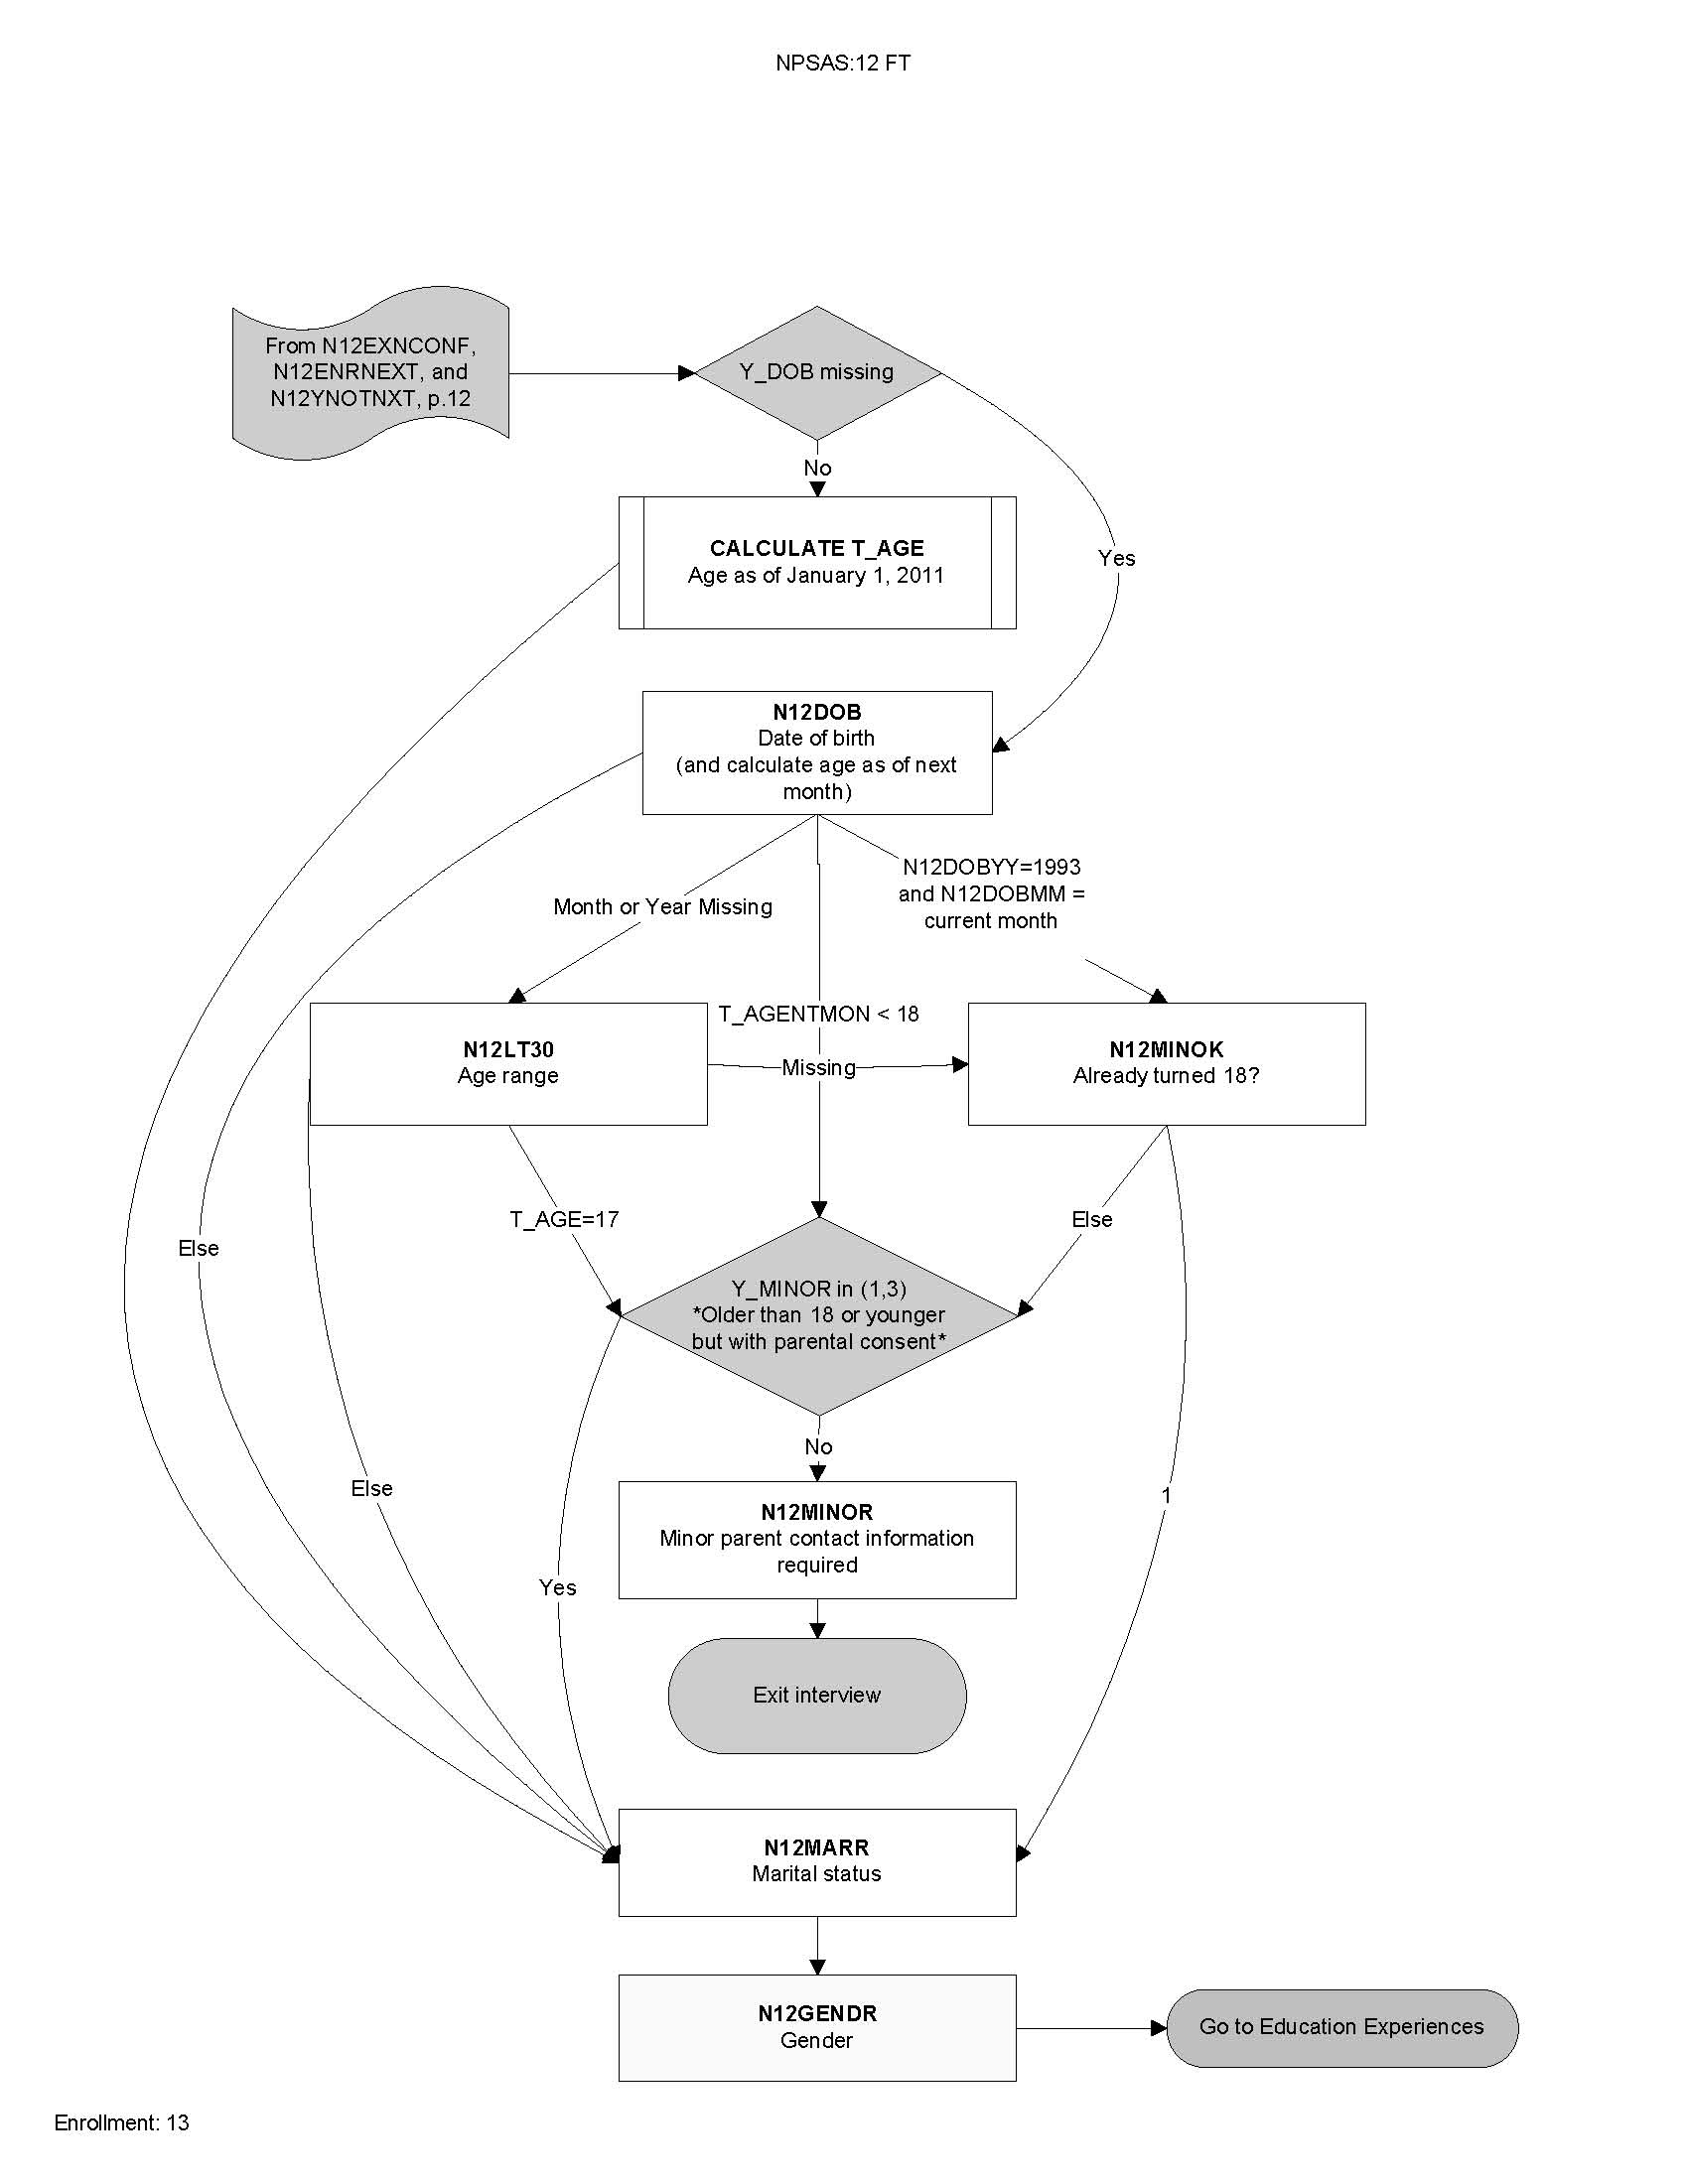 NPSAS:12 FT
From N12EXNCONF,
N12ENRNEXT, and
N12YNOTNXT, p.12
Y_DOB missing
No
Yes
CALCULATE T_AGE
Age as of January 1, 2011
N12DOB
Date of birth
(and calculate age as of next
month)
N12DOBYY=1993
and N12DOBMM =
current month
Month or Year Missing
T_AGENTMON < 18
N12LT30
Age range
Missing
N12MINOK
Already turned 18?
T_AGE=17
Else
Else
Y_MINOR in (1,3)
*Older than 18 or younger
but with parental consent*
No
Else
1
N12MINOR
Minor parent contact information
required
Yes
Exit interview
N12MARR
Marital status
N12GENDR
Gender
Go to Education Experiences
Enrollment: 13